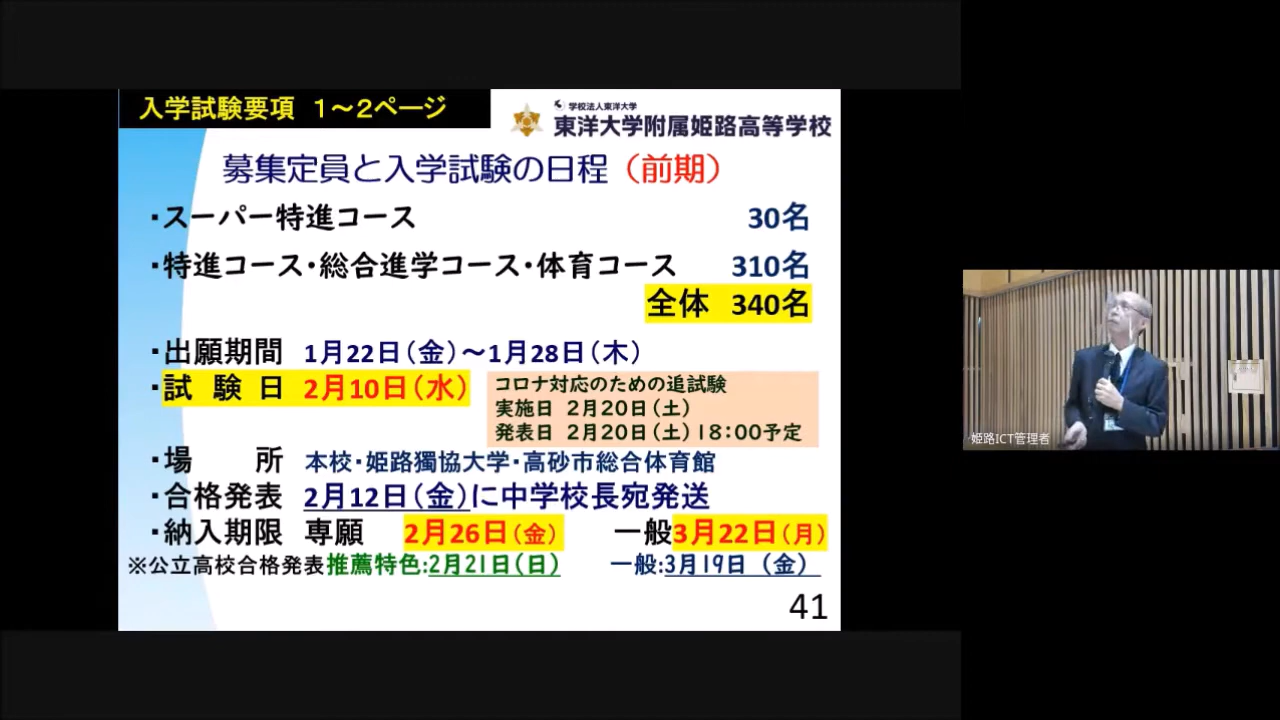 入学試験要項 1～2ページ
学校法人東洋大学
東洋大学附属姫路高等学校
募集定員と入学試験の日程（前期）
・スーパー特進コース 30名
・特進コース・総合進学コース・体育コース 310名
全体 340名
・出願期間 1月22日（金）～1月28日（木）
・試験日 2月10日（水）
コロナ対応のための追試験
実施日 2月20日（土）
発表日 2月20日（土）18：00予定
・場所 本校・姫路獨協大学・高砂市総合体育館
・合格発表 2月12日（金）に中学校長宛発送
・納入期限 専願 2月26日（金） 一般3月22日（月）
※公立高校合格発表推薦特色:2月21日（日） 一般:3月19日（金）
41
姫路ICT管理者